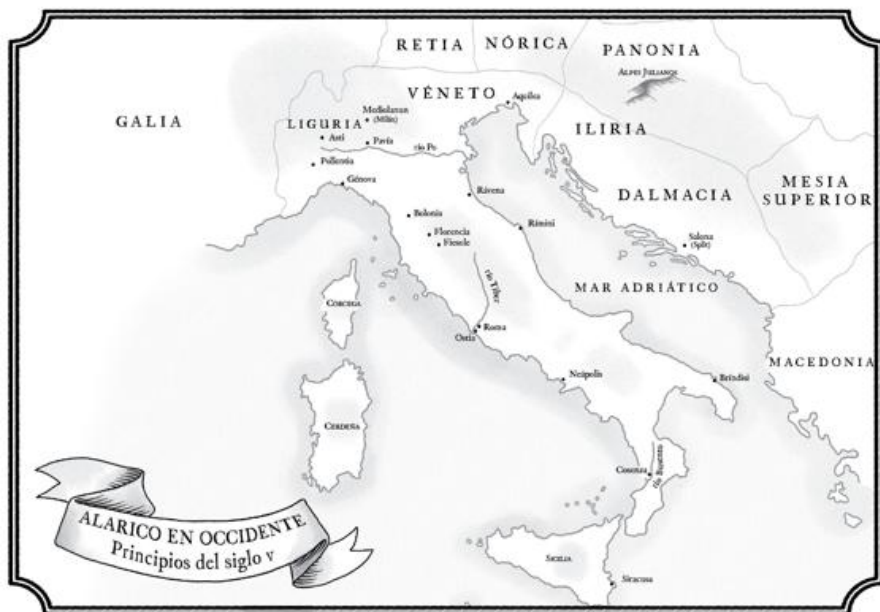 RETIA
NÓRICA
PANONIA
ALPES JULIANOS
GALIA
VÉNETO
Aquilea
Mediolanum
(Milán)
LIGURIA
Asti
Pavía
río Po
ILIRIA
Pollentia
Génova
Rávena
DALMACIA
MESIA
SUPERIOR
Bolonia
Florencia
Fiesole
Rímini
Salona
(Split)
río Tíber
MAR ADRIÁTICO
CÓRCEGA
Roma
Ostia
MACEDONIA
Neápolis
Brindisi
CERDEÑA
Cosenza
río Busento
ALARICO EN OCCIDENTE
Principios del siglo V
SICILIA
Siracusa